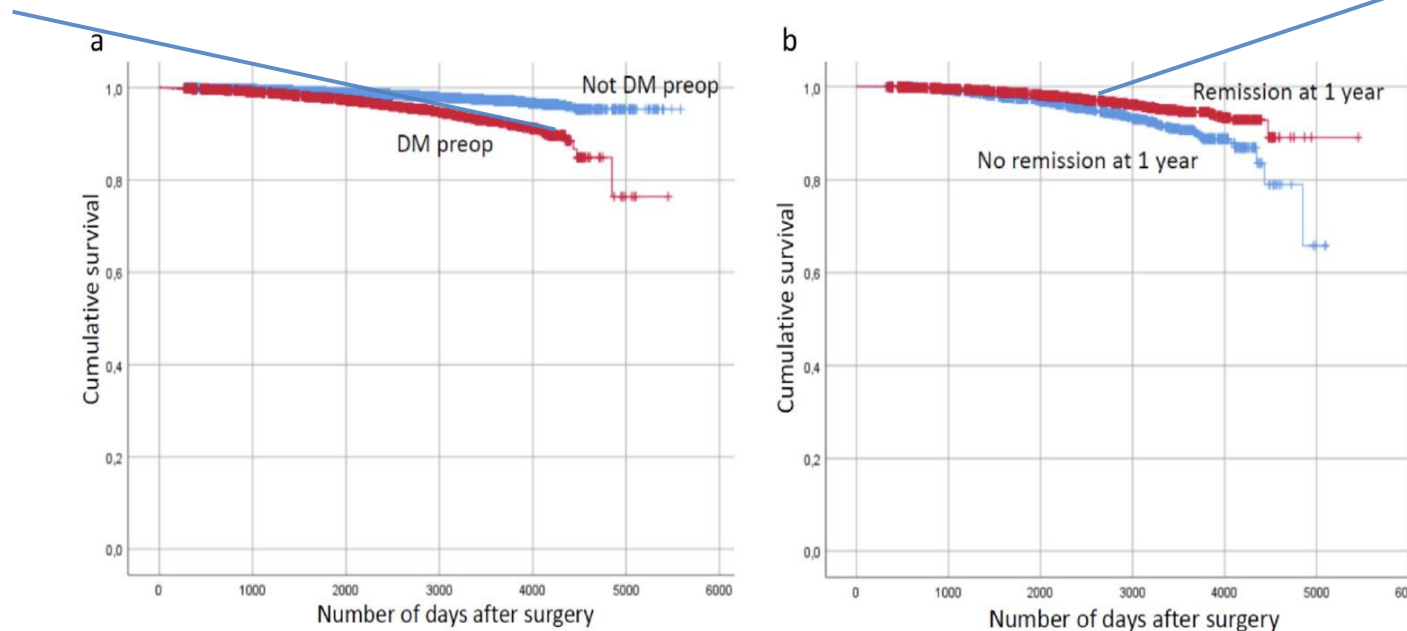 a
Not DM preop
DM preop
Cumulative survival
1,0
0,8
0,6
0,4
0,2
0,0
0 1000 2000 3000 4000 5000 6000
Number of days after surgery
b
Remission at 1 year
No remission at 1 year
Cumulative survival
1,0
0,8
0,6
0,4
0,2
0,0
0 1000 2000 3000 4000 5000
Number of days after surgery